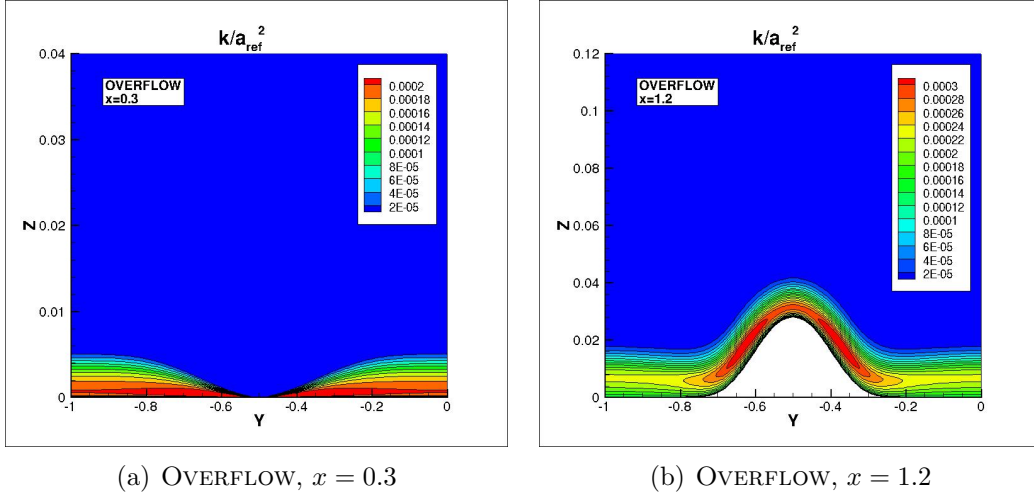 k/a_ref^2
OVERFLOW
x=0.3
0.0002
0.00018
0.00016
0.00014
0.00012
0.0001
8E-05
6E-05
4E-05
2E-05
Z
0.04
0.03
0.02
0.01
0
-1 -0.8 -0.6 -0.4 -0.2 0
Y
(a) OVERFLOW, x = 0.3
k/a_ref^2
OVERFLOW
x=1.2
0.0003
0.00028
0.00026
0.00024
0.00022
0.0002
0.00018
0.00016
0.00014
0.00012
0.0001
8E-05
6E-05
4E-05
2E-05
Z
0.12
0.1
0.08
0.06
0.04
0.02
0
-1 -0.8 -0.6 -0.4 -0.2 0
Y
(b) OVERFLOW, x = 1.2